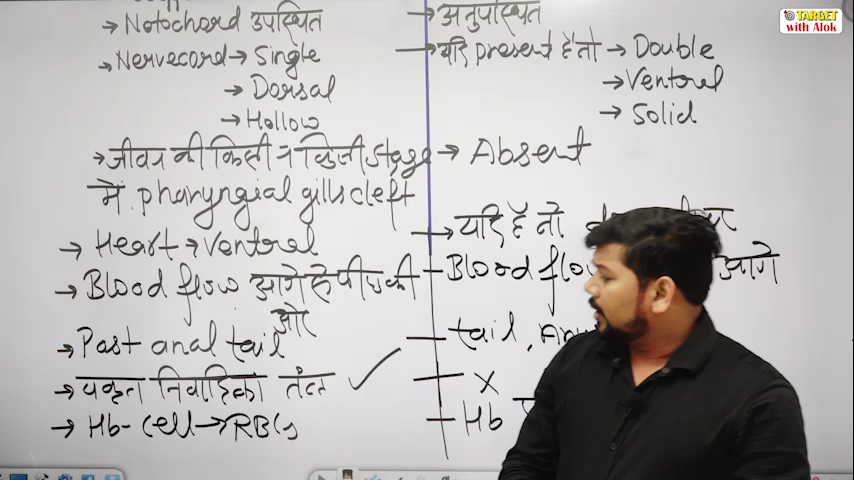 TARGET
with Alok
→ Notochord उपस्थित → अनुपस्थित
→ Nervecord → Single → यदि present है तो → Double
→ Dorsal → Ventral
→ Hollow → Solid
→ जीवन की किसी न किसी stage → Absent
में pharyngial gills cleft
→ यदि है तो
→ Heart → Ventral
→ Blood flow आगे से पीछे की Blood flow आगे
ओर
→ Past anal tail tail,
→ यकृत निवाहिका तंत्र ✓ x
→ Hb-Cell → RBCs Hb